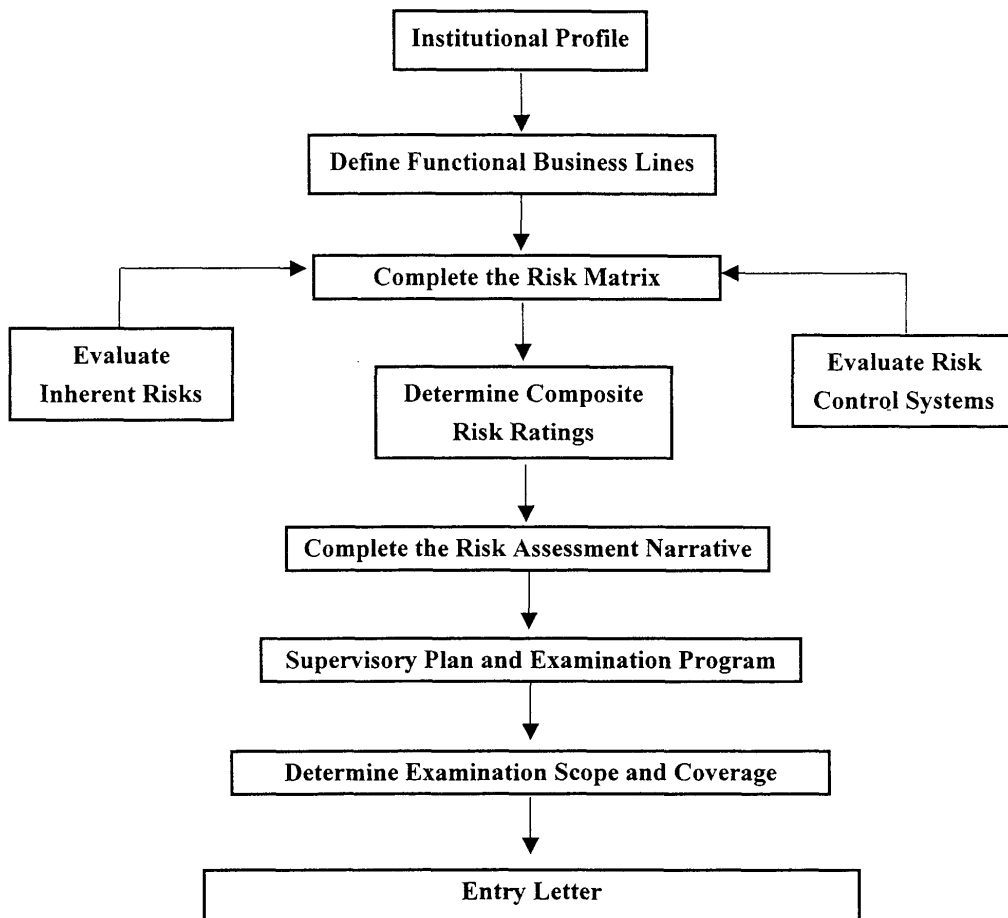 Institutional Profile
Define Functional Business Lines
Complete the Risk Matrix
Evaluate
Inherent Risks
Evaluate Risk
Control Systems
Determine Composite
Risk Ratings
Complete the Risk Assessment Narrative
Supervisory Plan and Examination Program
Determine Examination Scope and Coverage
Entry Letter